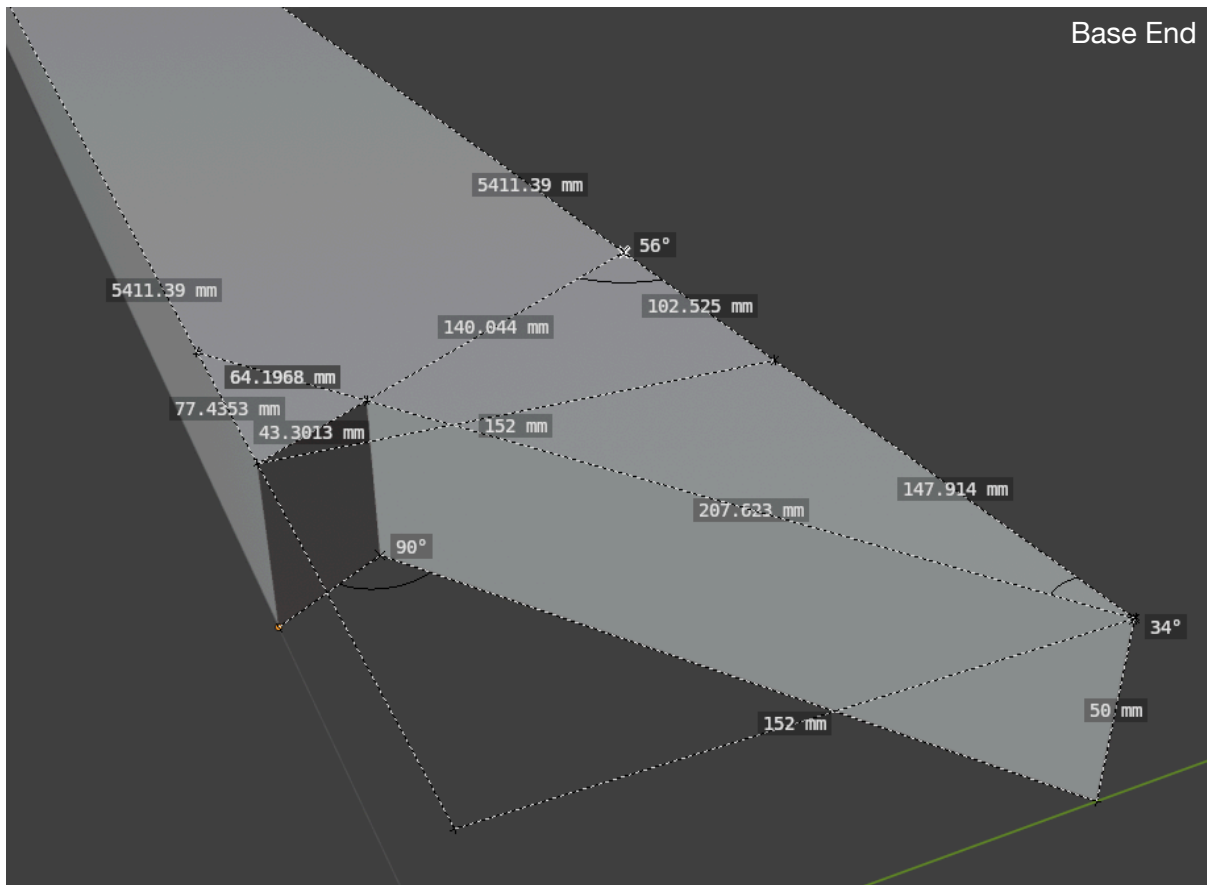 Base End
5411.39 mm
56°
5411.39 mm
102.525 mm
140.044 mm
64.1968 mm
77.4353 mm
43.3013 mm
152 mm
147.914 mm
207.623 mm
90°
34°
50 mm
152 mm